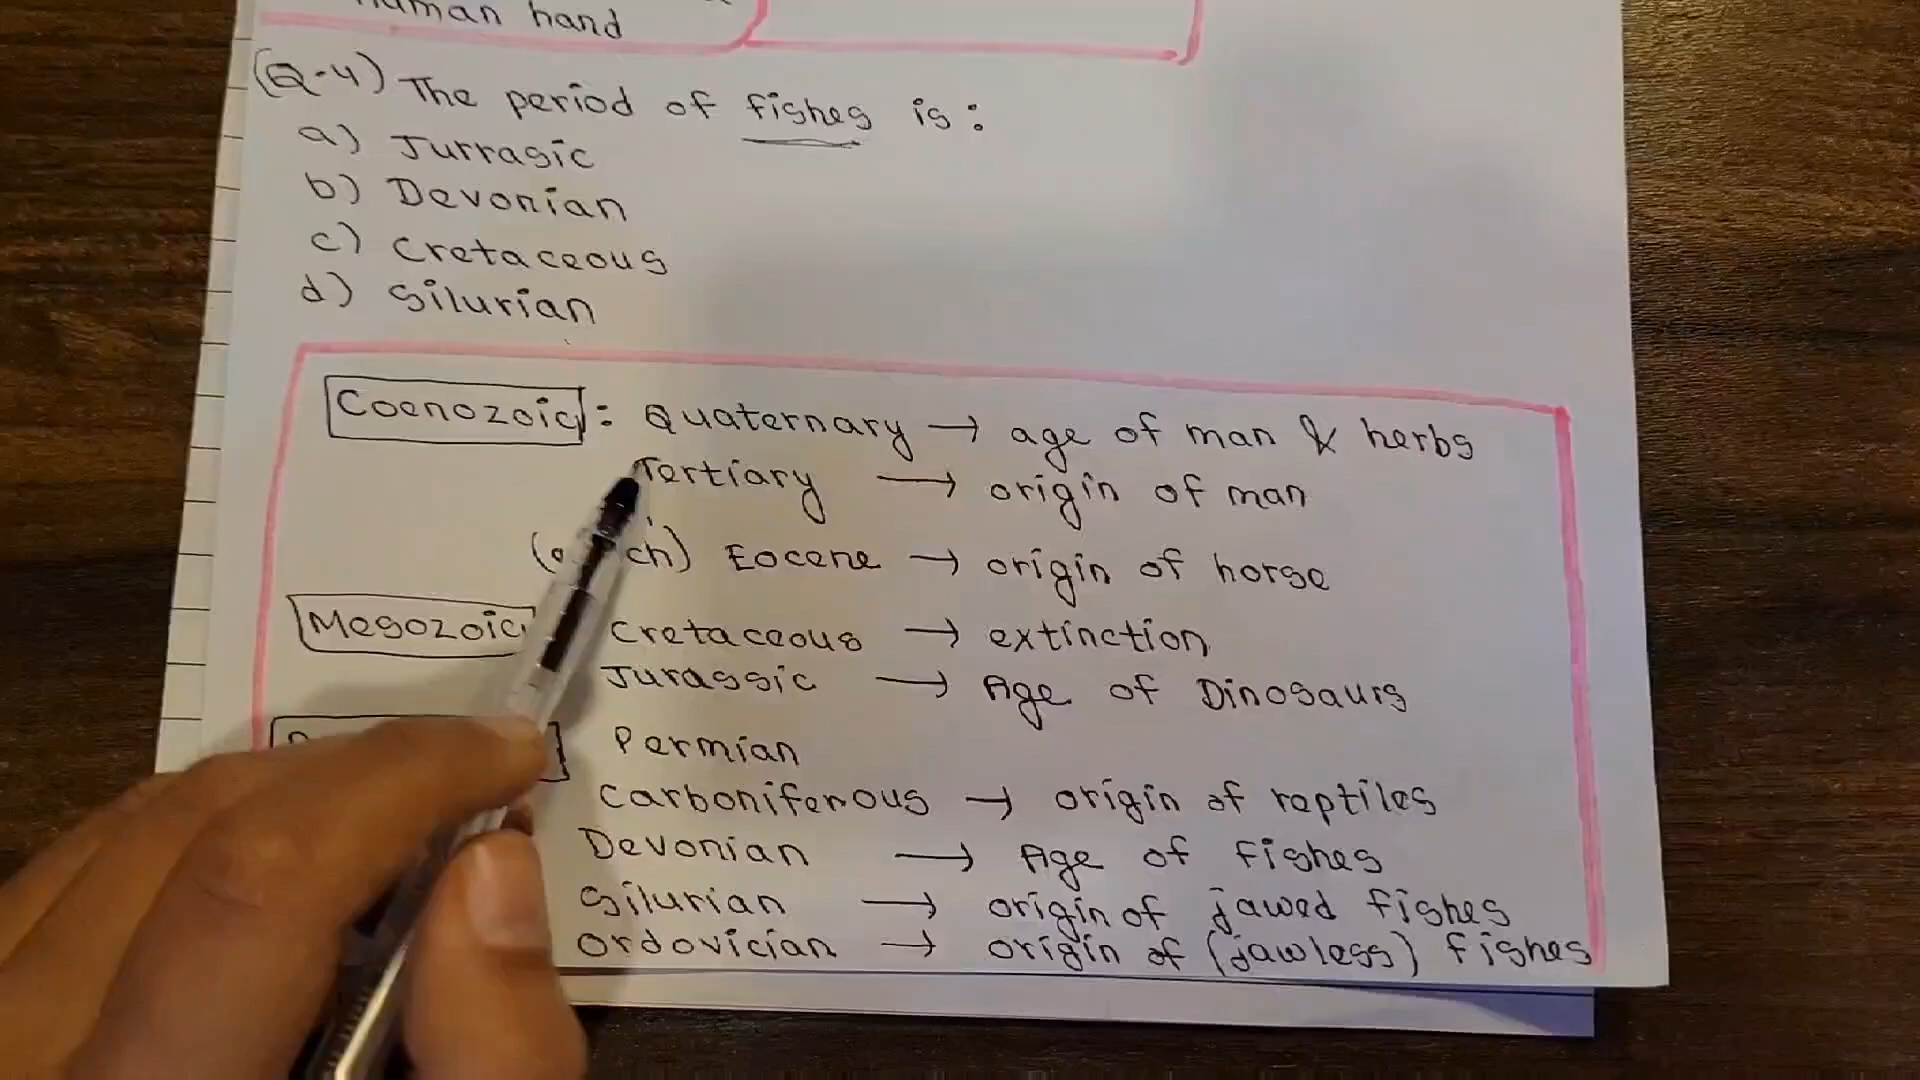 human hand
(Q-4) The period of fishes is:
a) Jurrasic
b) Devonian
c) Cretaceous
d) Silurian
Coenozoic: Quaternary → age of man & herbs
Tertiary → origin of man
Eocene → origin of horse
Mesozoic Cretaceous → extinction
Jurassic → Age of Dinosaurs
Permian
Carboniferous → origin of reptiles
Devonian → Age of fishes
Silurian → origin of jawed fishes
Ordovician → origin of (jawless) fishes